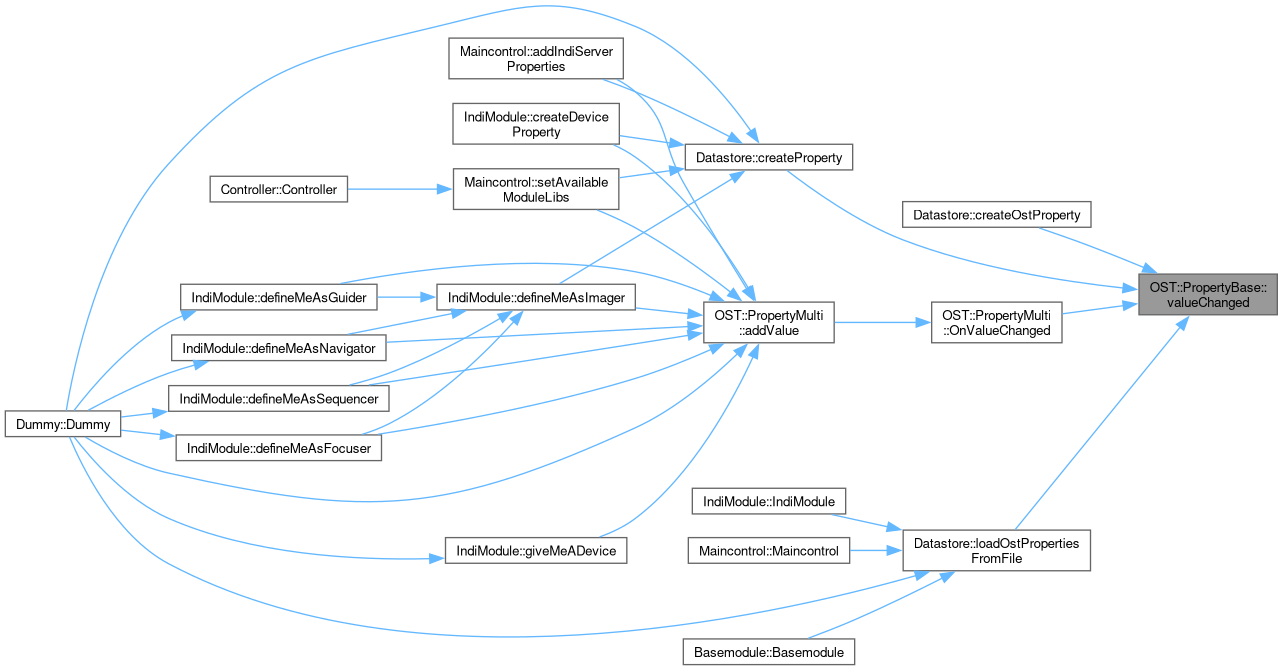 Maincontrol::addIndiServer
Properties
IndiModule::createDevice
Property
Datastore::createProperty
Controller::Controller
Maincontrol::setAvailable
ModuleLibs
Datastore::createOstProperty
IndiModule::defineMeAsGuider
IndiModule::defineMeAsImager
OST::PropertyBase::
valueChanged
OST::PropertyMulti
::addValue
OST::PropertyMulti
::OnValueChanged
IndiModule::defineMeAsNavigator
IndiModule::defineMeAsSequencer
Dummy::Dummy
IndiModule::defineMeAsFocuser
IndiModule::IndiModule
IndiModule::giveMeADevice
Maincontrol::Maincontrol
Datastore::loadOstProperties
FromFile
Basemodule::Basemodule